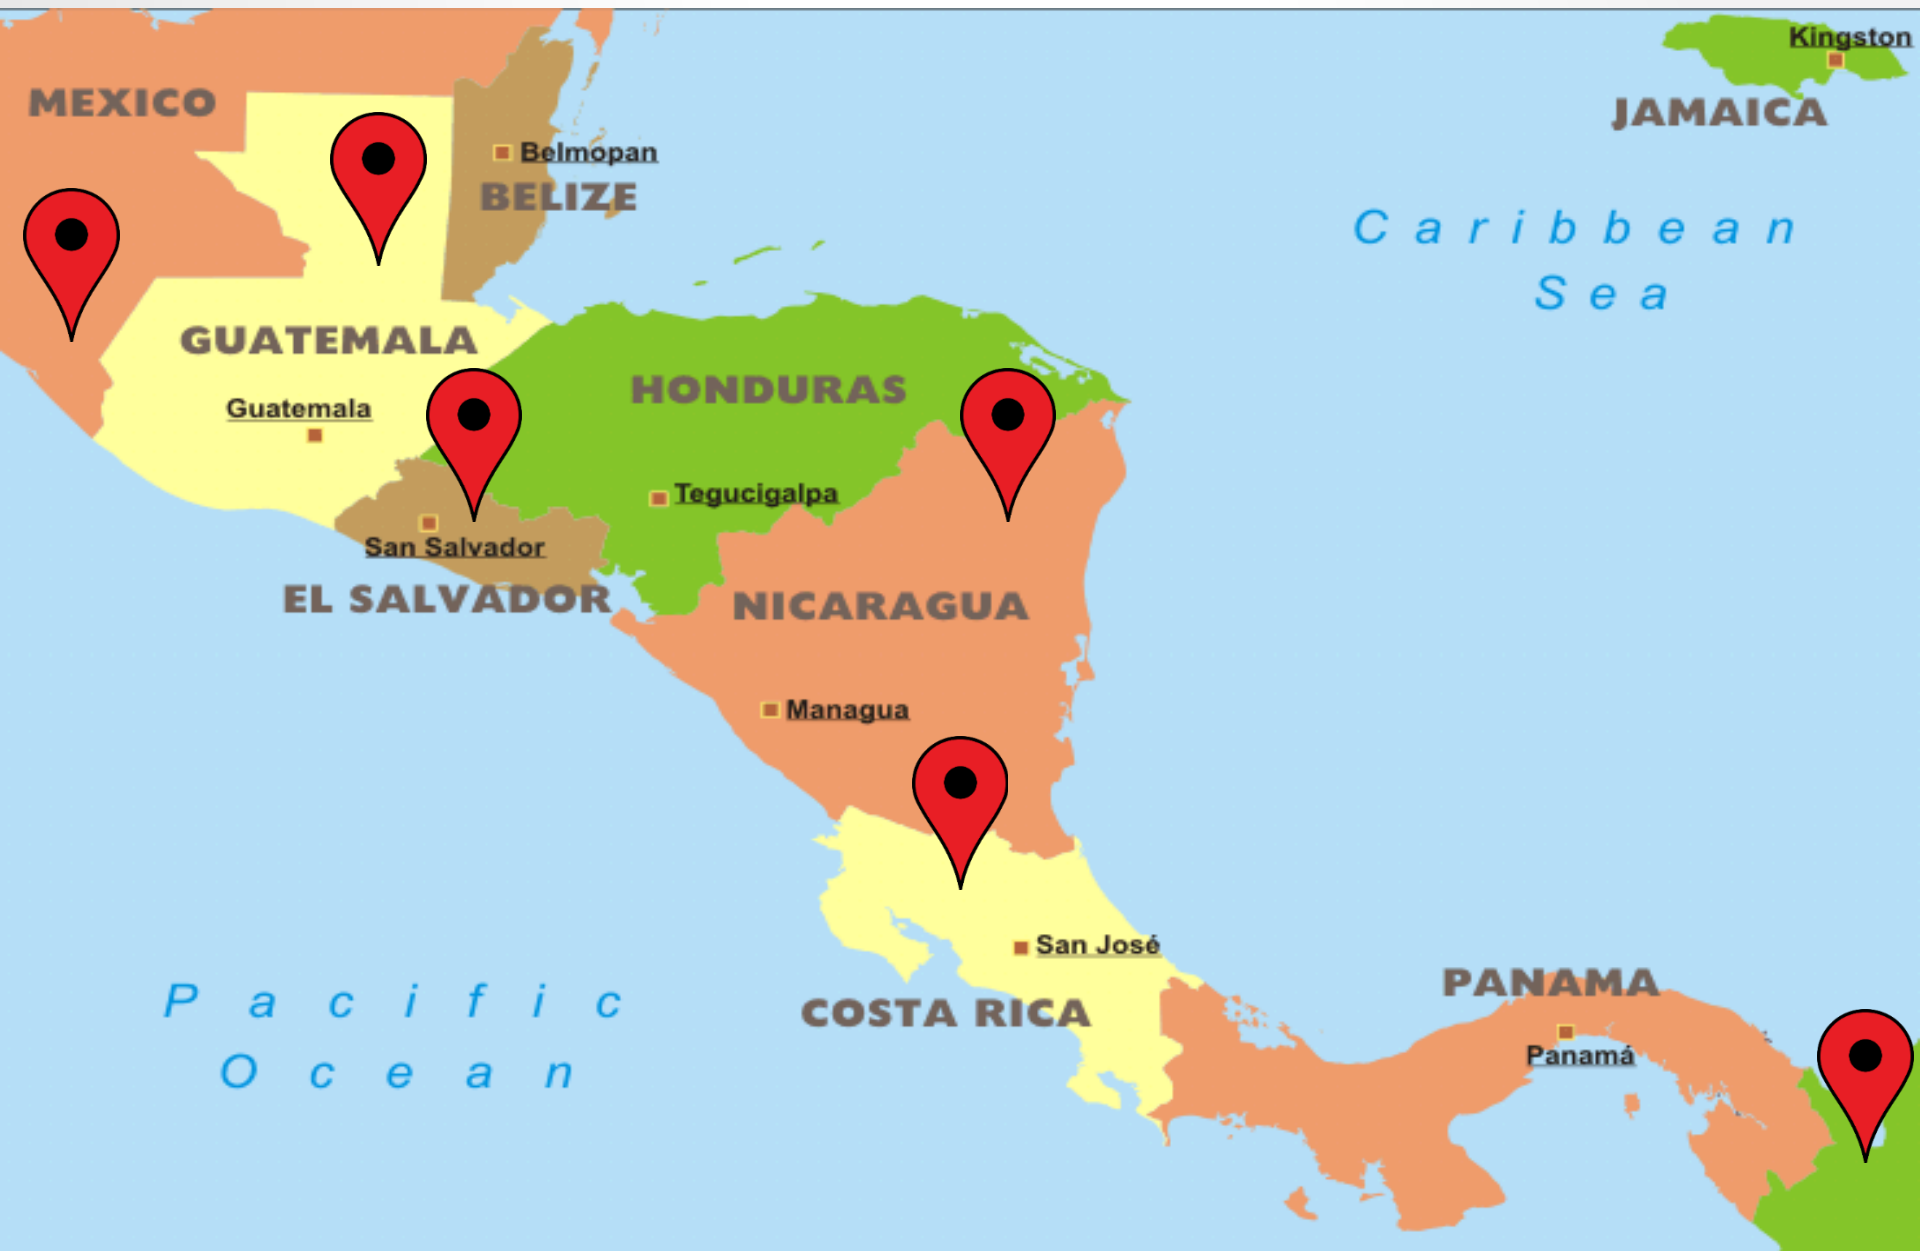 Kingston
MEXICO
JAMAICA
Belmopan
BELIZE
Caribbean
Sea
GUATEMALA
HONDURAS
Guatemala
Tegucigalpa
San Salvador
EL SALVADOR
NICARAGUA
Managua
San José
PANAMA
Pacific
COSTA RICA
Panamá
Ocean